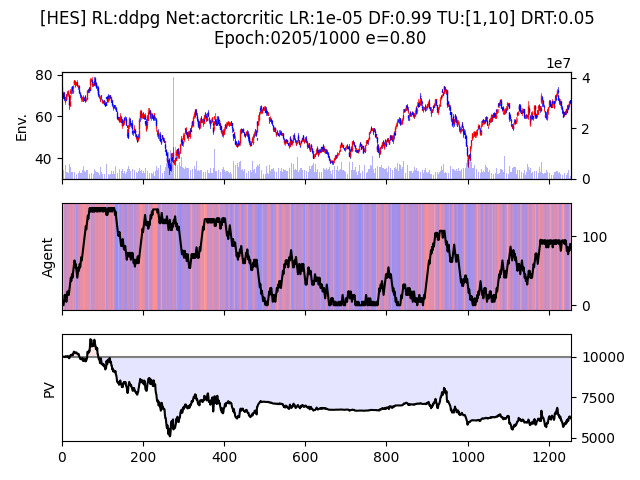 [HES] RL:ddpg Net:actorcritic LR:1e-05 DF:0.99 TU:[1,10] DRT:0.05
Epoch:0205/1000 e=0.80
1e7
80
60
40
Env.
4
2
0
Agent
100
0
PV
10000
7500
5000
0 200 400 600 800 1000 1200